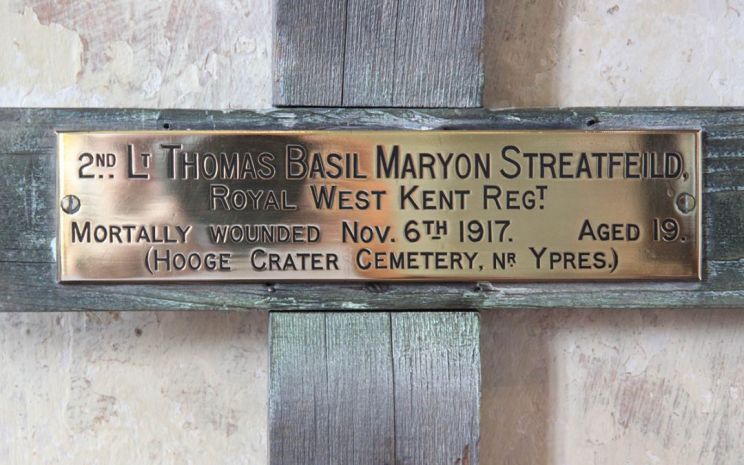 2ND.. LT THOMAS BASIL MARYON STREATFEILD,
ROYAL WEST KENT REGT.
MORTALLY WOUNDED NOV. 6TH 1917. AGED 19.
(HOOGE CRATER CEMETERY, NR YPRES.)